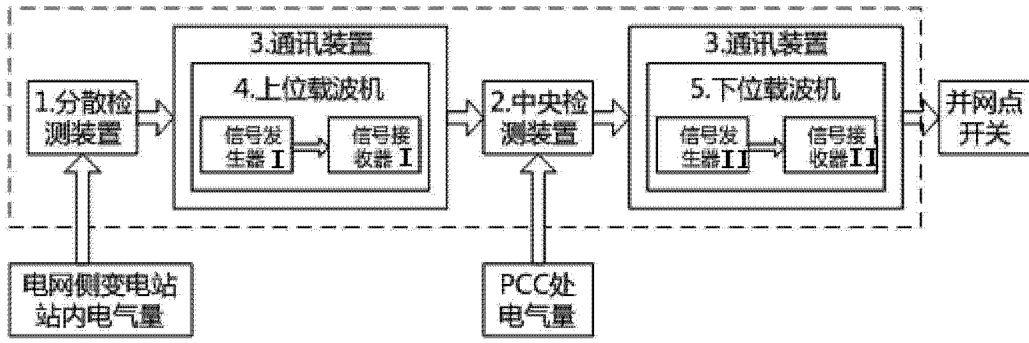 3.通讯装置
4.上位载波机
1.分散检
测装置
信号发
生器 I
信号接
收器 I
2.中央检
测装置
3.通讯装置
5.下位载波机
信号发
生器II
信号接
收器II
并网点
开关
电网侧变电站
站内电气量
PCC处
电气量